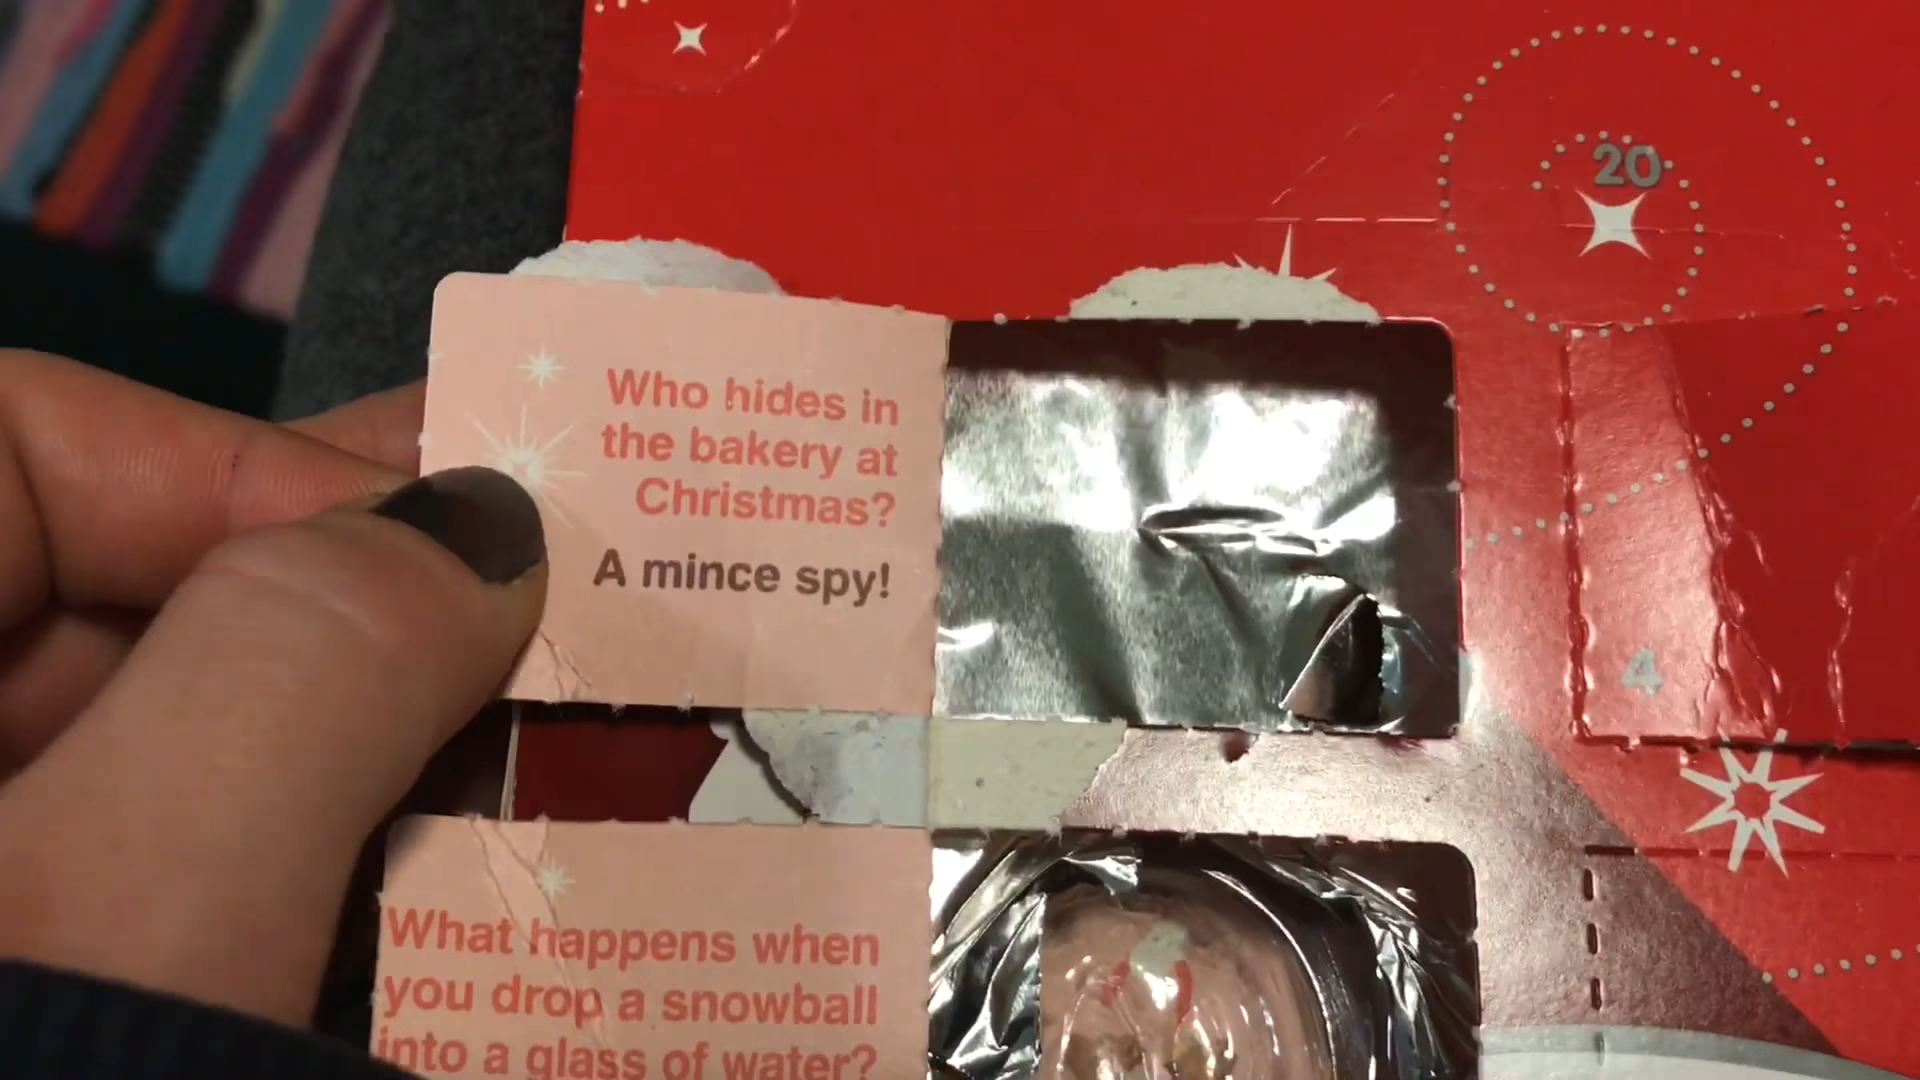 20
Who hides in
the bakery at
Christmas?
A mince spy!
4
What happens when
you drop a snowball
into a glass of water?